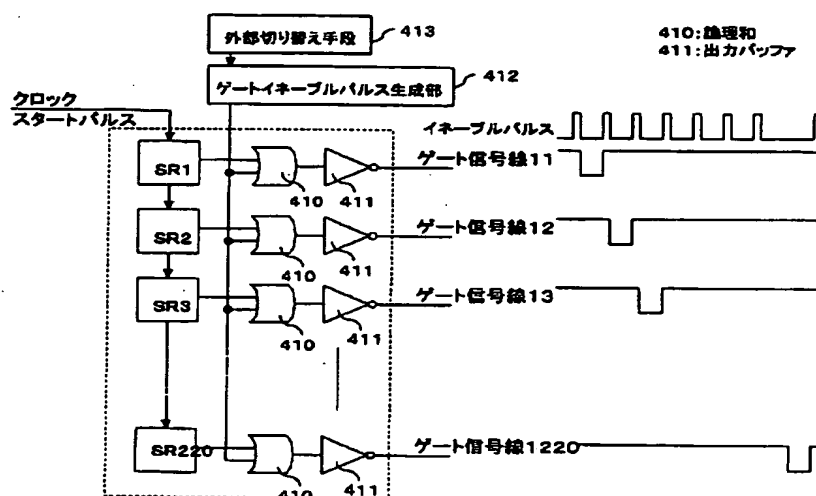 外部切り替え手段
413
410:論理和
411:出力バッファ
ゲートイネーブルパルス生成部
412
クロック
スタートパルス
イネーブルパルス
SR1
410
411
ゲート信号線11
SR2
410
411
ゲート信号線12
SR3
410
411
ゲート信号線13
SR220
410
411
ゲート信号線1220